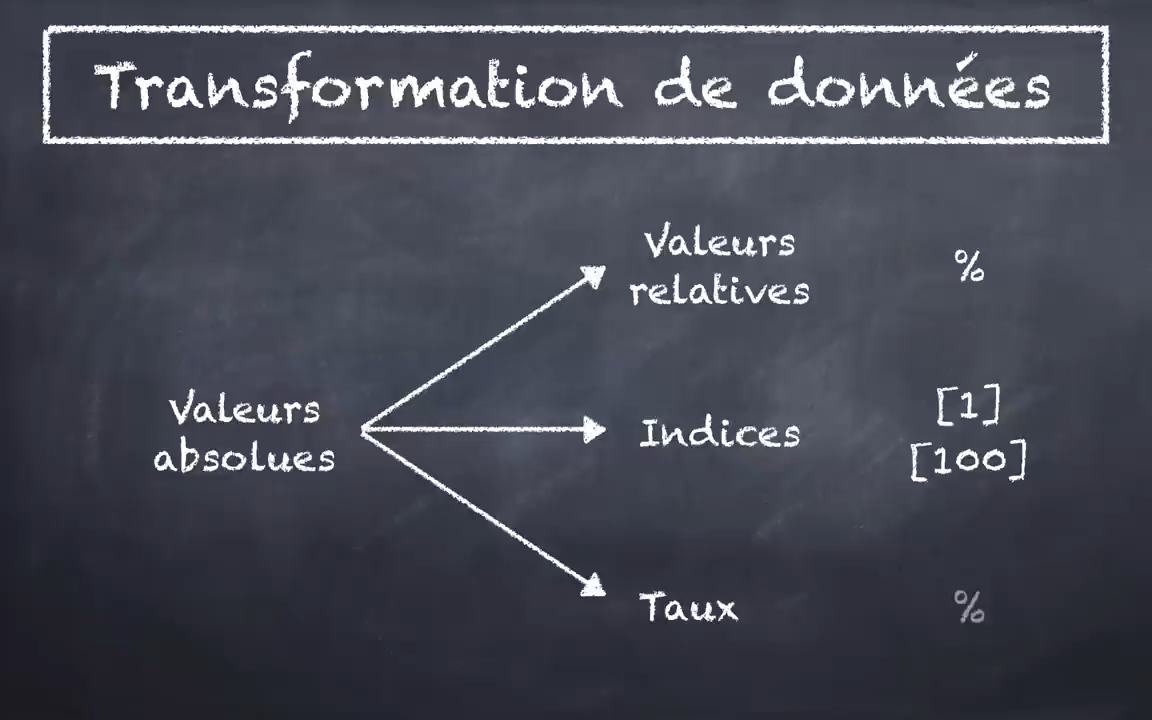 Transformation de données
Valeurs
relatives
%
Valeurs
absolues
Indices
[1]
[100]
Taux
%